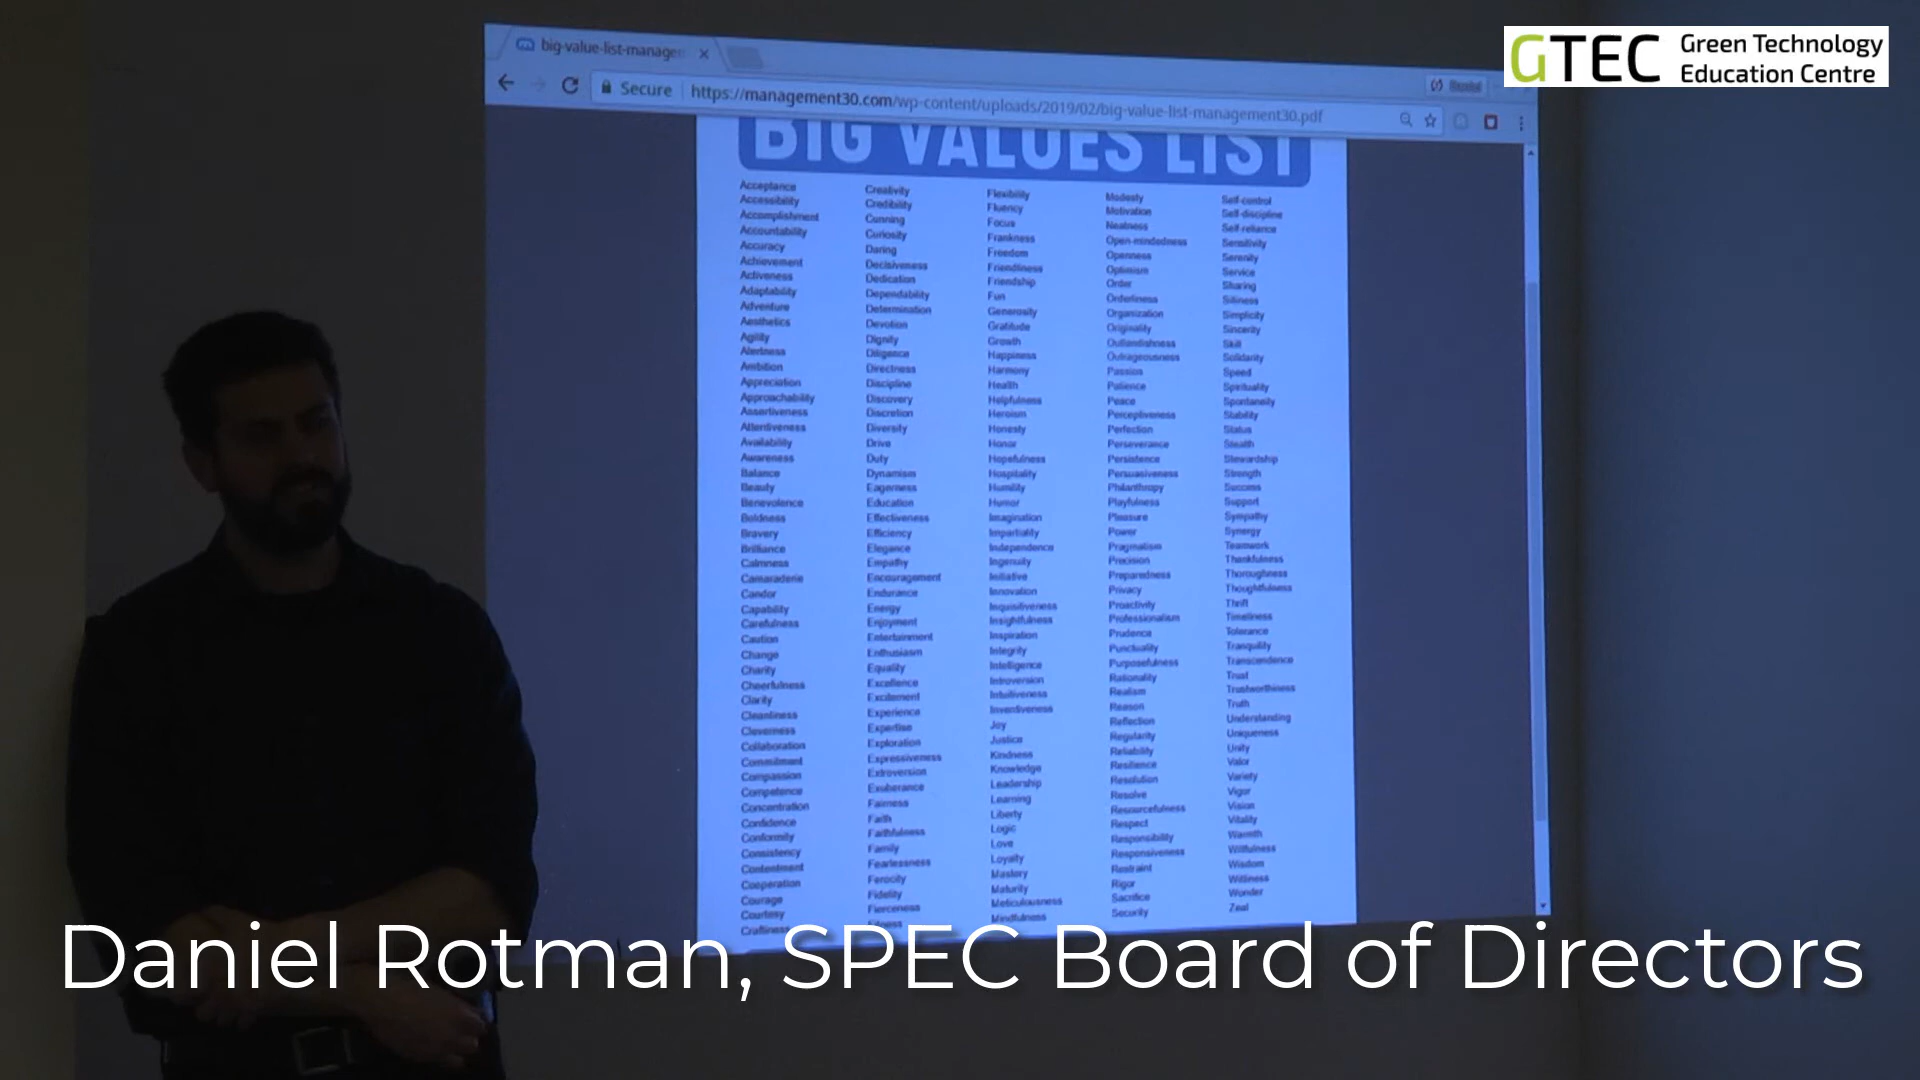 big-value-list-manage
GTEC
Green Technology
Education Centre
Secure
https://management30.com/wp-content/uploads/2019/02/big-value-list-management30.pdf
BIG VALUES LIST
Acceptance
Accessibility
Accomplishment
Accountability
Accuracy
Achievement
Activeness
Adaptability
Adventure
Aesthetics
Agility
Alertness
Ambition
Appreciation
Approachability
Assertiveness
Attentiveness
Availability
Awareness
Balance
Beauty
Benevolence
Boldness
Bravery
Brilliance
Calmness
Camaraderie
Candor
Capability
Carefulness
Caution
Change
Charity
Cheerfulness
Clarity
Cleanliness
Cleverness
Collaboration
Commitment
Compassion
Competence
Concentration
Confidence
Conformity
Consistency
Contentment
Cooperation
Courage
Courtesy
Craftiness
Creativity
Credibility
Cunning
Curiosity
Daring
Decisiveness
Dedication
Dependability
Determination
Devotion
Dignity
Diligence
Directness
Discipline
Discovery
Discretion
Diversity
Drive
Duty
Dynamism
Eagerness
Education
Effectiveness
Efficiency
Elegance
Empathy
Encouragement
Endurance
Energy
Enjoyment
Entertainment
Enthusiasm
Equality
Excellence
Excitement
Experience
Expertise
Exploration
Expressiveness
Extroversion
Exuberance
Fairness
Faith
Faithfulness
Family
Fearlessness
Ferocity
Fidelity
Fierceness
Fitness
Flexibility
Fluency
Focus
Frankness
Freedom
Friendliness
Friendship
Fun
Generosity
Gratitude
Growth
Happiness
Harmony
Health
Helpfulness
Heroism
Honesty
Honor
Hopefulness
Hospitality
Humility
Humor
Imagination
Impartiality
Independence
Ingenuity
Initiative
Innovation
Inquisitiveness
Insightfulness
Inspiration
Integrity
Intelligence
Introversion
Intuitiveness
Inventiveness
Joy
Justice
Kindness
Knowledge
Leadership
Learning
Liberty
Logic
Love
Loyalty
Mastery
Maturity
Meticulousness
Mindfulness
Modesty
Motivation
Neatness
Open-mindedness
Openness
Optimism
Order
Orderliness
Organization
Originality
Outlandishness
Outrageousness
Passion
Patience
Peace
Perceptiveness
Perfection
Perseverance
Persistence
Persuasiveness
Philanthropy
Playfulness
Pleasure
Power
Pragmatism
Precision
Preparedness
Privacy
Proactivity
Professionalism
Prudence
Punctuality
Purposefulness
Rationality
Realism
Reason
Reflection
Regularity
Reliability
Resilience
Resolution
Resolve
Resourcefulness
Respect
Responsibility
Responsiveness
Restraint
Rigor
Sacrifice
Security
Self-control
Self-discipline
Self-reliance
Sensitivity
Serenity
Service
Sharing
Silliness
Simplicity
Sincerity
Skill
Solidarity
Speed
Spirituality
Spontaneity
Stability
Status
Stealth
Stewardship
Strength
Success
Support
Sympathy
Synergy
Teamwork
Thankfulness
Thoroughness
Thoughtfulness
Thrift
Timeliness
Tolerance
Tranquility
Transcendence
Trust
Trustworthiness
Truth
Understanding
Uniqueness
Unity
Valor
Variety
Vigor
Vision
Vitality
Warmth
Willfulness
Wisdom
Wittiness
Wonder
Zeal
Daniel Rotman, SPEC Board of Directors